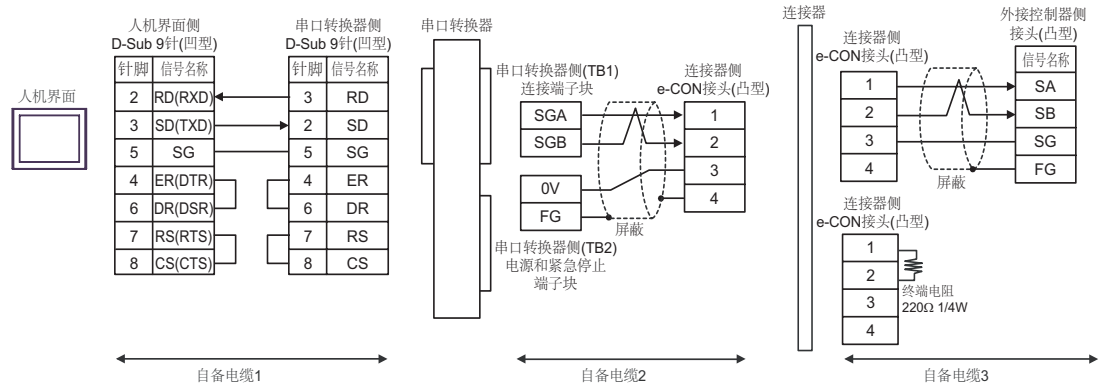 人机界面
人机界面侧
D-Sub 9针(凹型)
针脚 信号名称
2 RD(RXD)
3 SD(TXD)
5 SG
4 ER(DTR)
6 DR(DSR)
7 RS(RTS)
8 CS(CTS)
串口转换器侧
D-Sub 9针(凹型)
针脚 信号名称
3 RD
2 SD
5 SG
4 ER
6 DR
7 RS
8 CS
自备电缆1
串口转换器
串口转换器侧(TB1)
连接端子块
SGA
SGB
0V
FG
串口转换器侧(TB2)
电源和紧急停止
端子块
屏蔽
连接器侧
e-CON接头(凸型)
1
2
3
4
自备电缆2
连接器
连接器侧
e-CON接头(凸型)
1
2
3
4
屏蔽
外接控制器侧
接头(凸型)
信号名称
SA
SB
SG
FG
连接器侧
e-CON接头(凸型)
1
2
3
4
终端电阻
220Ω 1/4W
自备电缆3